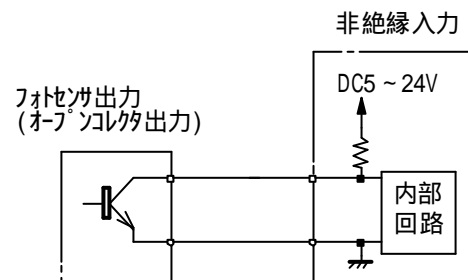 非絶縁入力
DC5 ~ 24V
フォトセンサ出力
(オープンコレクタ出力)
内部
回路